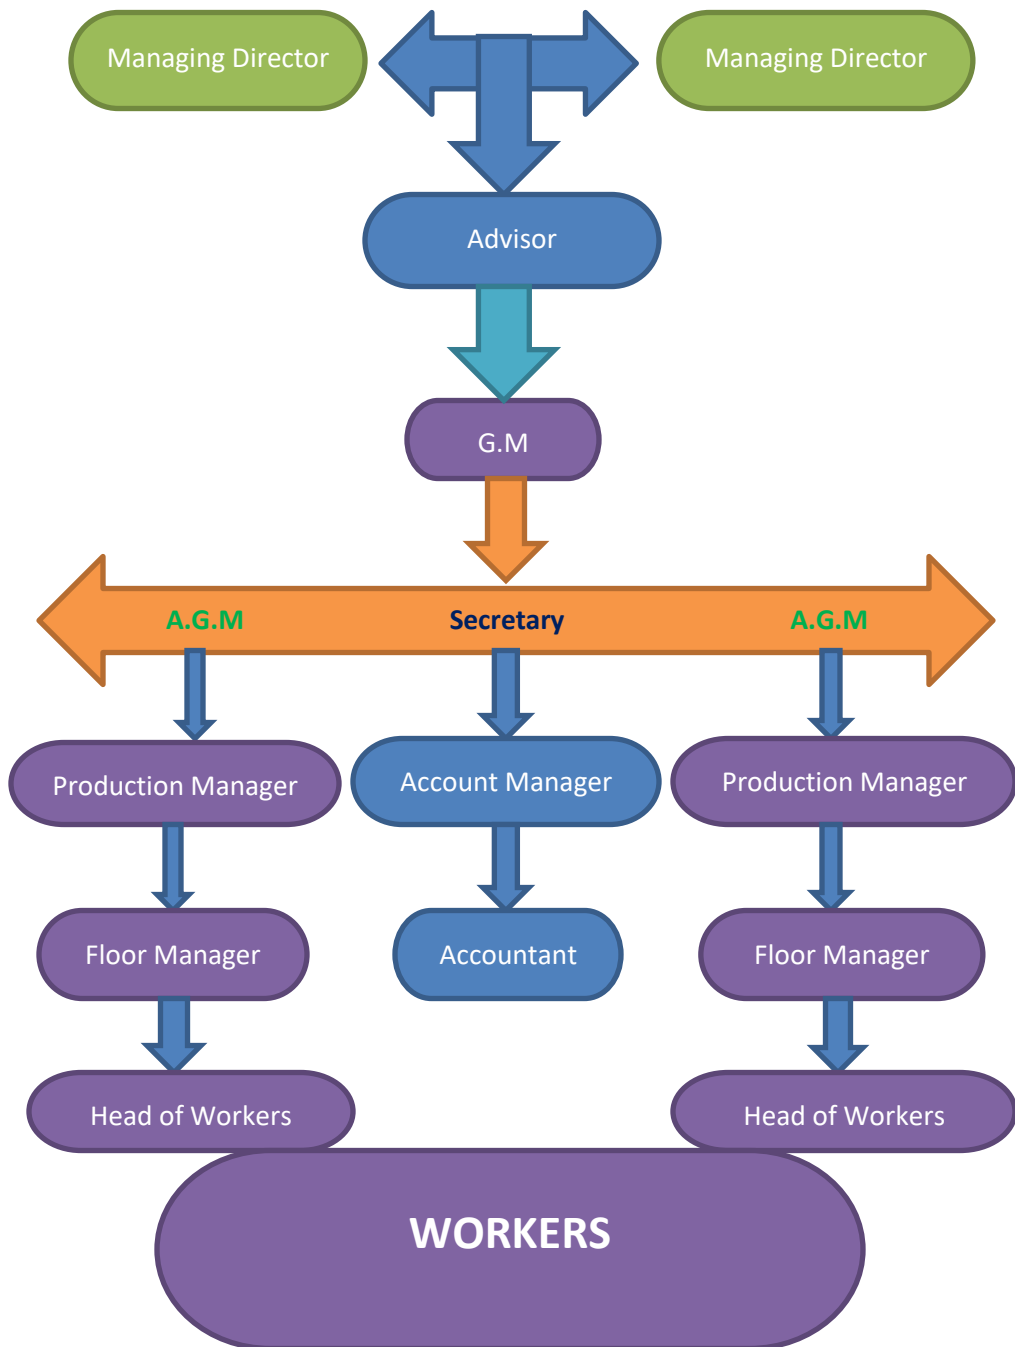 Managing Director
Managing Director
Advisor
G.M
A.G.M
Secretary
A.G.M
Production Manager
Account Manager
Production Manager
Floor Manager
Accountant
Floor Manager
Head of Workers
Head of Workers
WORKERS